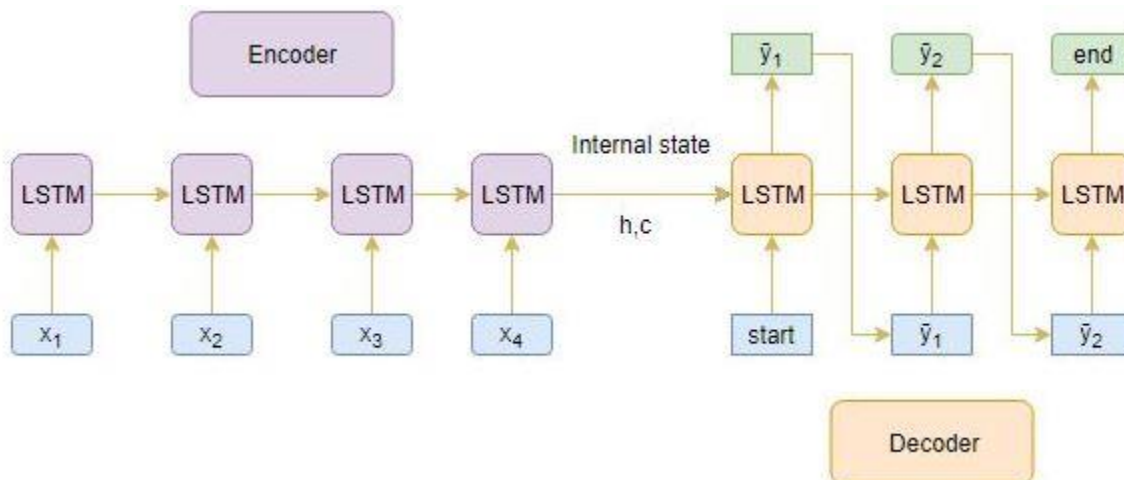 Encoder
ȳ₁ ȳ₂ end
Internal state
LSTM LSTM LSTM LSTM LSTM LSTM LSTM
h,c
x₁ x₂ x₃ x₄ start ȳ₁ ȳ₂
Decoder